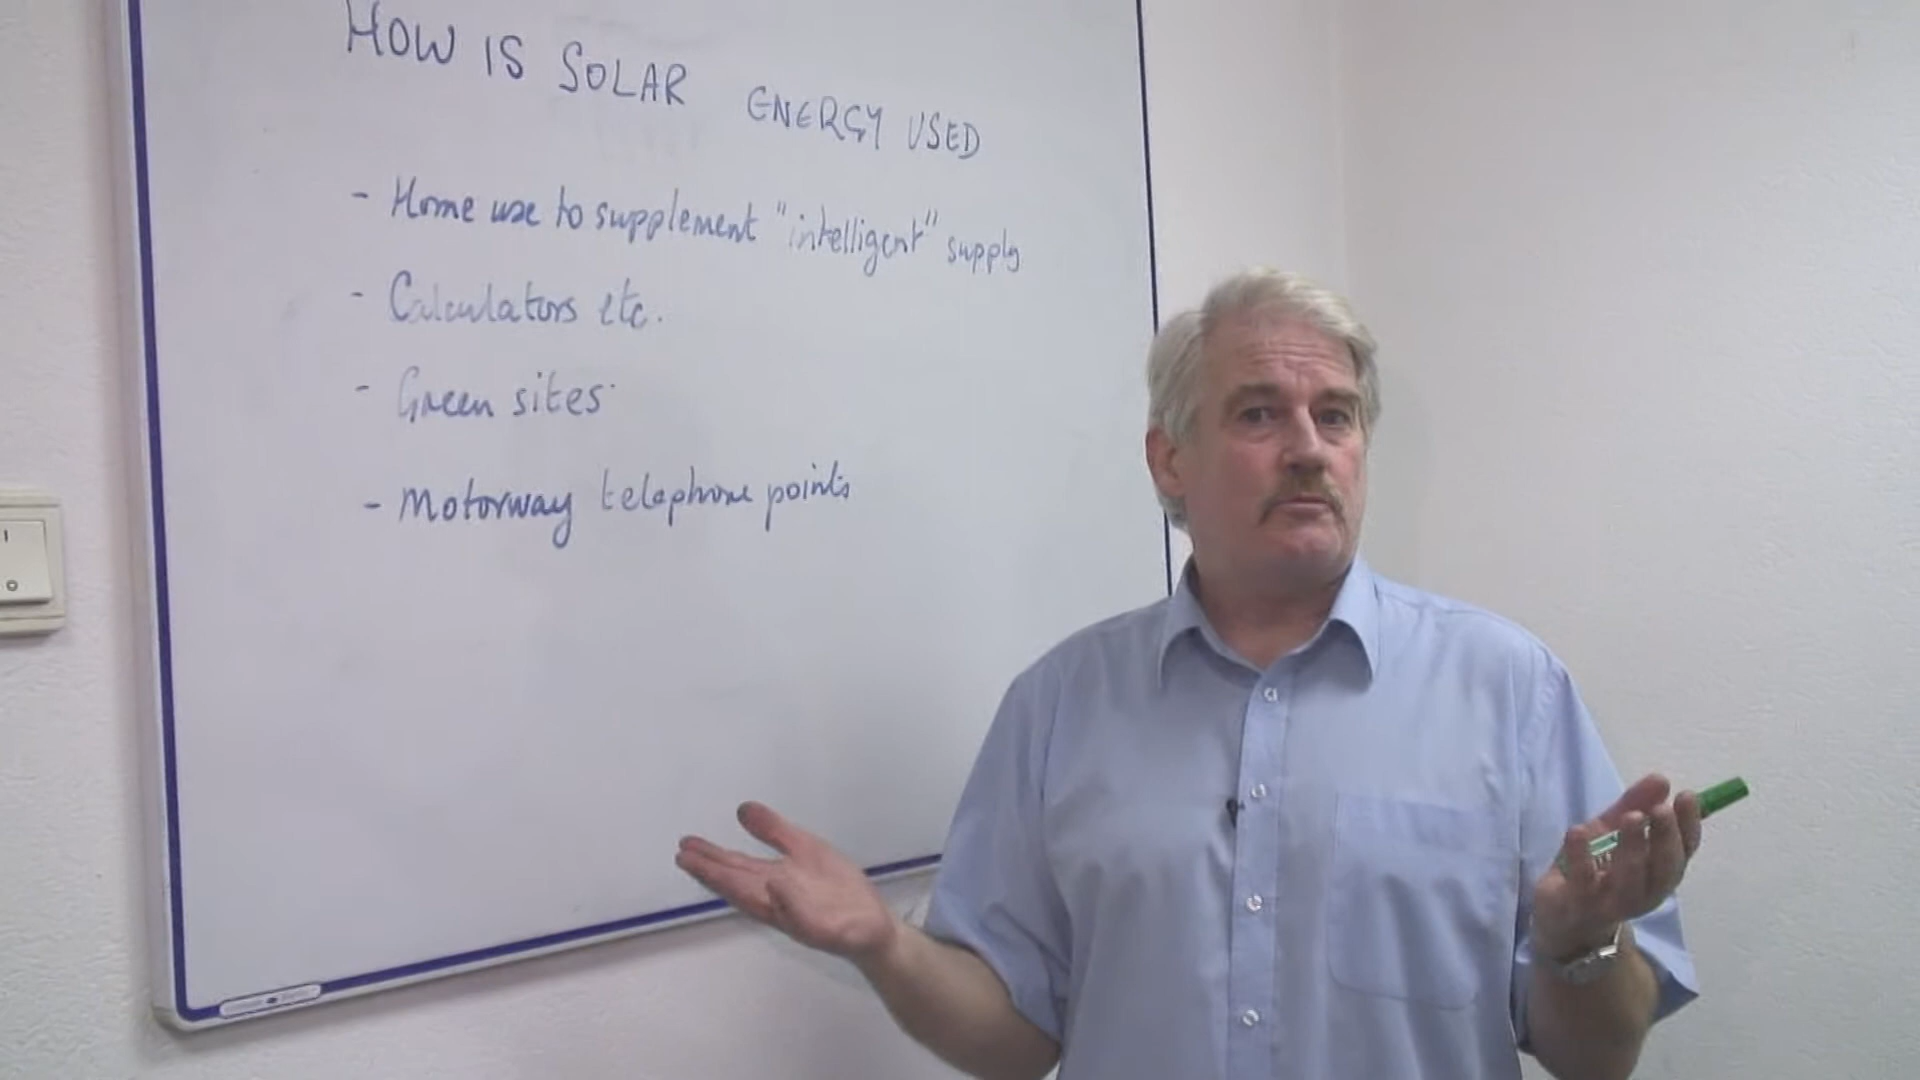 HOW IS SOLAR ENERGY USED
- Home use to supplement "intelligent" supply
- Calculators etc.
- Green sites
- Motorway telephone points